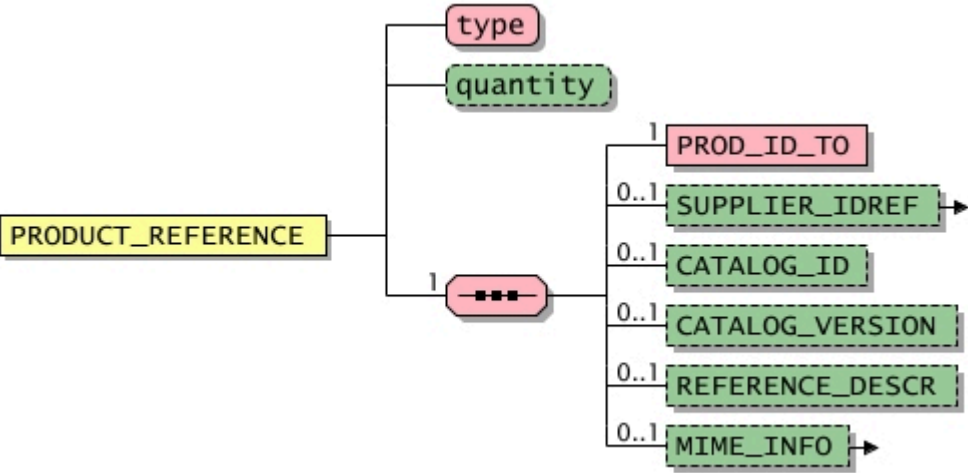 type
quantity
1
PROD_ID_TO
0..1
SUPPLIER_IDREF
PRODUCT_REFERENCE
0..1
CATALOG_ID
1
0..1
CATALOG_VERSION
0..1
REFERENCE_DESCR
0..1
MIME_INFO